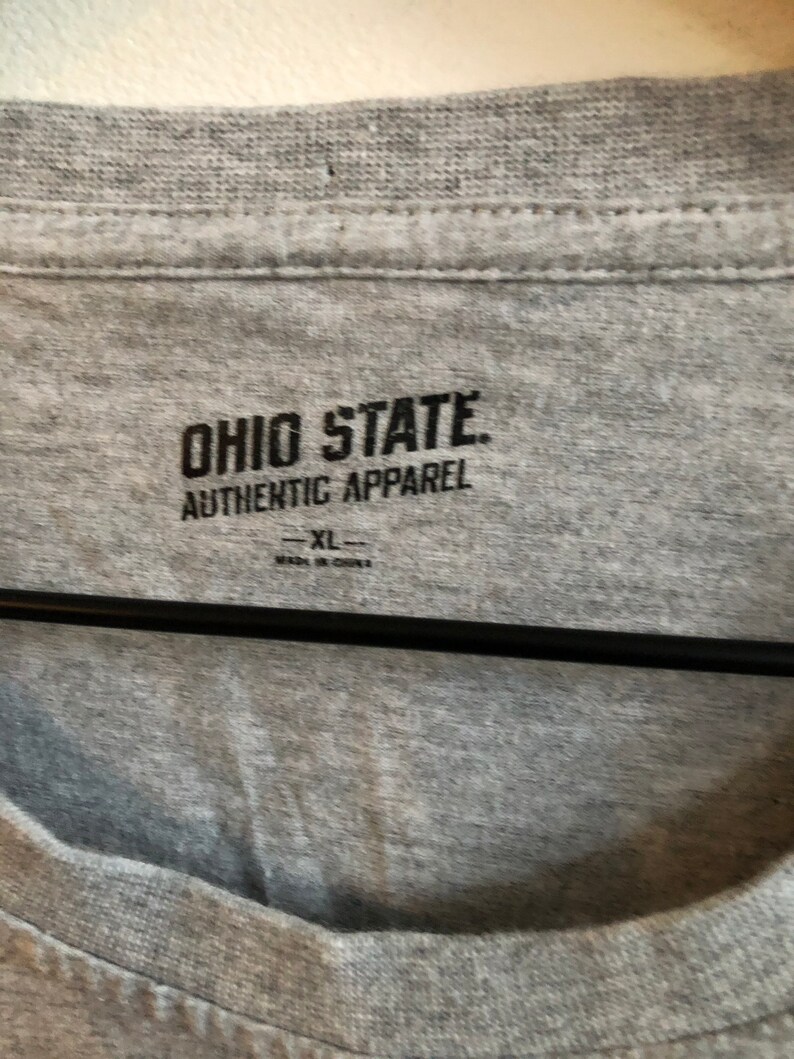 OHIO STATE.
AUTHENTIC APPAREL
—XL—
MADE IN CHINA